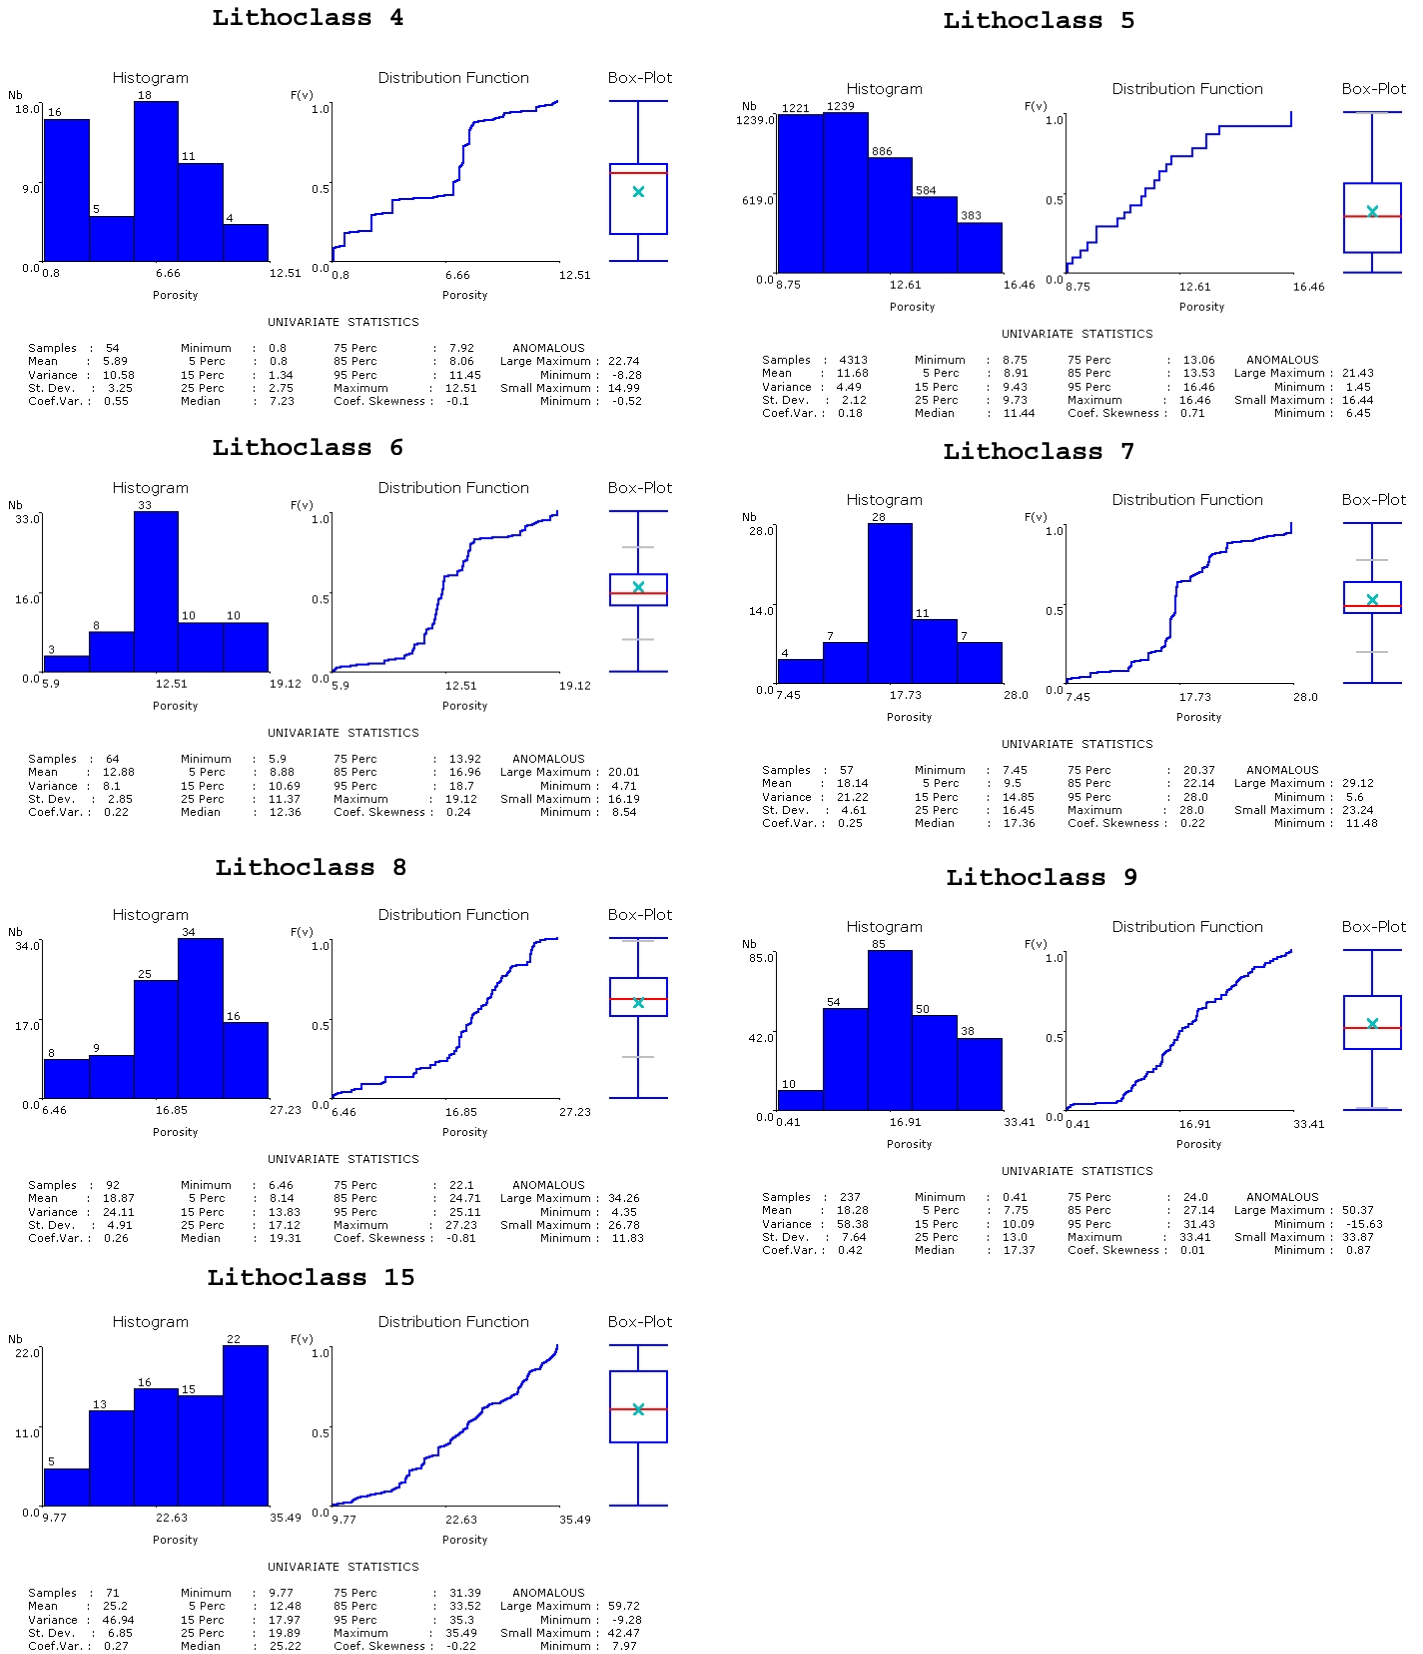 Lithoclass 4
Histogram
Distribution Function
Box-Plot
Nb
F(v)
18.0
9.0
0.0
16
5
18
11
4
0.8
6.66
12.51
Porosity
1.0
0.5
0.0
0.8
6.66
12.51
UNIVARIATE STATISTICS
Samples : 54 Minimum : 0.8 75 Perc : 7.92 ANOMALOUS
Mean : 5.89 5 Perc : 0.8 85 Perc : 8.06 Large Maximum : 22.74
Variance : 10.58 15 Perc : 1.34 95 Perc : 11.45 Minimum : -8.28
St. Dev. : 3.25 25 Perc : 2.75 Maximum : 12.51 Small Maximum : 14.99
Coef.Var. : 0.55 Median : 7.23 Coef. Skewness : -0.1 Minimum : -0.52
Lithoclass 5
Histogram
Distribution Function
Box-Plot
Nb
F(v)
1239.0
619.0
0.0
1221
1239
886
584
383
8.75
12.61
16.46
Porosity
1.0
0.5
0.0
8.75
12.61
16.46
Porosity
UNIVARIATE STATISTICS
Samples : 4313 Minimum : 8.75 75 Perc : 13.06 ANOMALOUS
Mean : 11.68 5 Perc : 8.91 85 Perc : 13.53 Large Maximum : 21.43
Variance : 4.49 15 Perc : 9.43 95 Perc : 16.46 Minimum : 1.45
St. Dev. : 2.12 25 Perc : 9.73 Maximum : 16.46 Small Maximum : 16.44
Coef.Var. : 0.18 Median : 11.44 Coef. Skewness : 0.71 Minimum : 6.45
Lithoclass 6
Histogram
Distribution Function
Box-Plot
Nb
F(v)
33.0
16.0
0.0
3
8
33
10
10
5.9
12.51
19.12
Porosity
1.0
0.5
0.0
5.9
12.51
19.12
Porosity
UNIVARIATE STATISTICS
Samples : 64 Minimum : 5.9 75 Perc : 13.92 ANOMALOUS
Mean : 12.88 5 Perc : 8.88 85 Perc : 16.96 Large Maximum : 20.01
Variance : 8.1 15 Perc : 10.69 95 Perc : 18.7 Minimum : 4.71
St. Dev. : 2.85 25 Perc : 11.37 Maximum : 19.12 Small Maximum : 16.19
Coef.Var. : 0.22 Median : 12.36 Coef. Skewness : 0.24 Minimum : 8.54
Lithoclass 7
Histogram
Distribution Function
Box-Plot
Nb
F(v)
28.0
14.0
0.0
4
7
28
11
7
7.45
17.73
28.0
Porosity
1.0
0.5
0.0
7.45
17.73
28.0
Porosity
UNIVARIATE STATISTICS
Samples : 57 Minimum : 7.45 75 Perc : 20.37 ANOMALOUS
Mean : 18.14 5 Perc : 9.5 85 Perc : 22.14 Large Maximum : 29.12
Variance : 21.22 15 Perc : 14.85 95 Perc : 28.0 Minimum : 5.6
St. Dev. : 4.61 25 Perc : 16.45 Maximum : 28.0 Small Maximum : 23.24
Coef.Var. : 0.25 Median : 17.36 Coef. Skewness : 0.22 Minimum : 11.48
Lithoclass 8
Histogram
Distribution Function
Box-Plot
Nb
F(v)
34.0
17.0
0.0
8
9
25
34
16
6.46
16.85
27.23
Porosity
1.0
0.5
0.0
6.46
16.85
27.23
Porosity
UNIVARIATE STATISTICS
Samples : 92 Minimum : 6.46 75 Perc : 22.1 ANOMALOUS
Mean : 18.87 5 Perc : 8.14 85 Perc : 24.71 Large Maximum : 34.26
Variance : 24.11 15 Perc : 13.83 95 Perc : 25.11 Minimum : 4.35
St. Dev. : 4.91 25 Perc : 17.12 Maximum : 27.23 Small Maximum : 26.78
Coef.Var. : 0.26 Median : 19.31 Coef. Skewness : -0.81 Minimum : 11.83
Lithoclass 9
Histogram
Distribution Function
Box-Plot
Nb
F(v)
85.0
42.0
0.0
10
54
85
50
38
0.41
16.91
33.41
Porosity
1.0
0.5
0.0
0.41
16.91
33.41
Porosity
UNIVARIATE STATISTICS
Samples : 237 Minimum : 0.41 75 Perc : 24.0 ANOMALOUS
Mean : 18.28 5 Perc : 7.75 85 Perc : 27.14 Large Maximum : 50.37
Variance : 58.38 15 Perc : 10.09 95 Perc : 31.43 Minimum : -15.63
St. Dev. : 7.64 25 Perc : 13.0 Maximum : 33.41 Small Maximum : 33.87
Coef.Var. : 0.42 Median : 17.37 Coef. Skewness : 0.01 Minimum : 0.87
Lithoclass 15
Histogram
Distribution Function
Box-Plot
Nb
F(v)
22.0
11.0
0.0
5
13
16
15
22
9.77
22.63
35.49
Porosity
1.0
0.5
0.0
9.77
22.63
35.49
Porosity
UNIVARIATE STATISTICS
Samples : 71 Minimum : 9.77 75 Perc : 31.39 ANOMALOUS
Mean : 25.2 5 Perc : 12.48 85 Perc : 33.52 Large Maximum : 59.72
Variance : 46.94 15 Perc : 17.97 95 Perc : 35.3 Minimum : -9.28
St. Dev. : 6.85 25 Perc : 19.89 Maximum : 35.49 Small Maximum : 42.47
Coef.Var. : 0.27 Median : 25.22 Coef. Skewness : -0.22 Minimum : 7.97